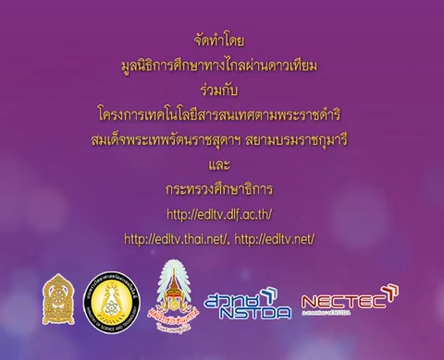 จัดทำโดย
มูลนิธิการศึกษาทางไกลผ่านดาวเทียม
ร่วมกับ
โครงการเทคโนโลยีสารสนเทศตามพระราชดำริ
สมเด็จพระเทพรัตนราชสุดาฯ สยามบรมราชกุมารี
และ
กระทรวงศึกษาธิการ
http://edltv.dlf.ac.th/
http://edltv.thai.net/, http://edltv.net/
สวทช
NSTDA
NECTEC
a member of NSTDA